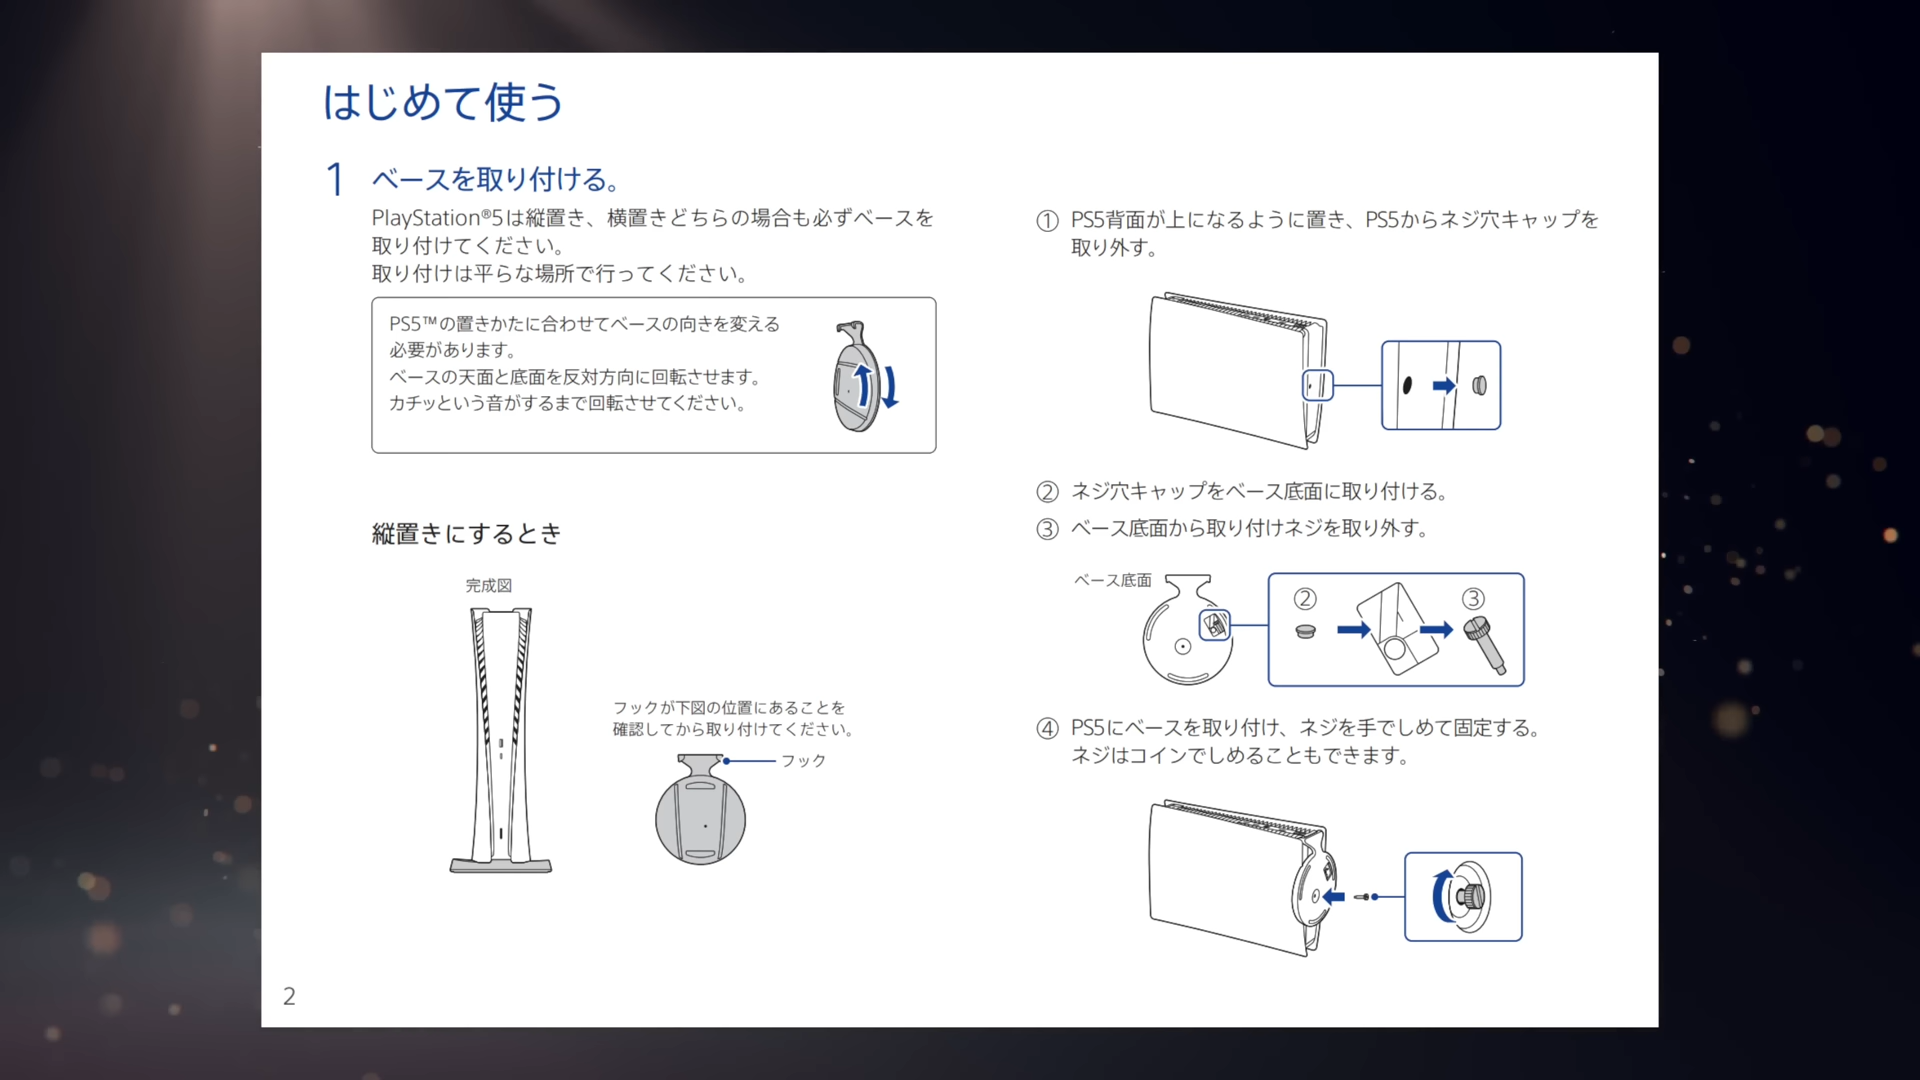 はじめて使う
1 ベースを取り付ける。
PlayStation®5は縦置き、横置きどちらの場合も必ずベースを
取り付けてください。
取り付けは平らな場所で行ってください。
PS5™の置きかたに合わせてベースの向きを変える
必要があります。
ベースの天面と底面を反対方向に回転させます。
カチッという音がするまで回転させてください。
縦置きにするとき
完成図
フックが下図の位置にあることを
確認してから取り付けてください。
フック
① PS5背面が上になるように置き、PS5からネジ穴キャップを
取り外す。
② ネジ穴キャップをベース底面に取り付ける。
③ ベース底面から取り付けネジを取り外す。
ベース底面
② ③
④ PS5にベースを取り付け、ネジを手でしめて固定する。
ネジはコインでしめることもできます。
2